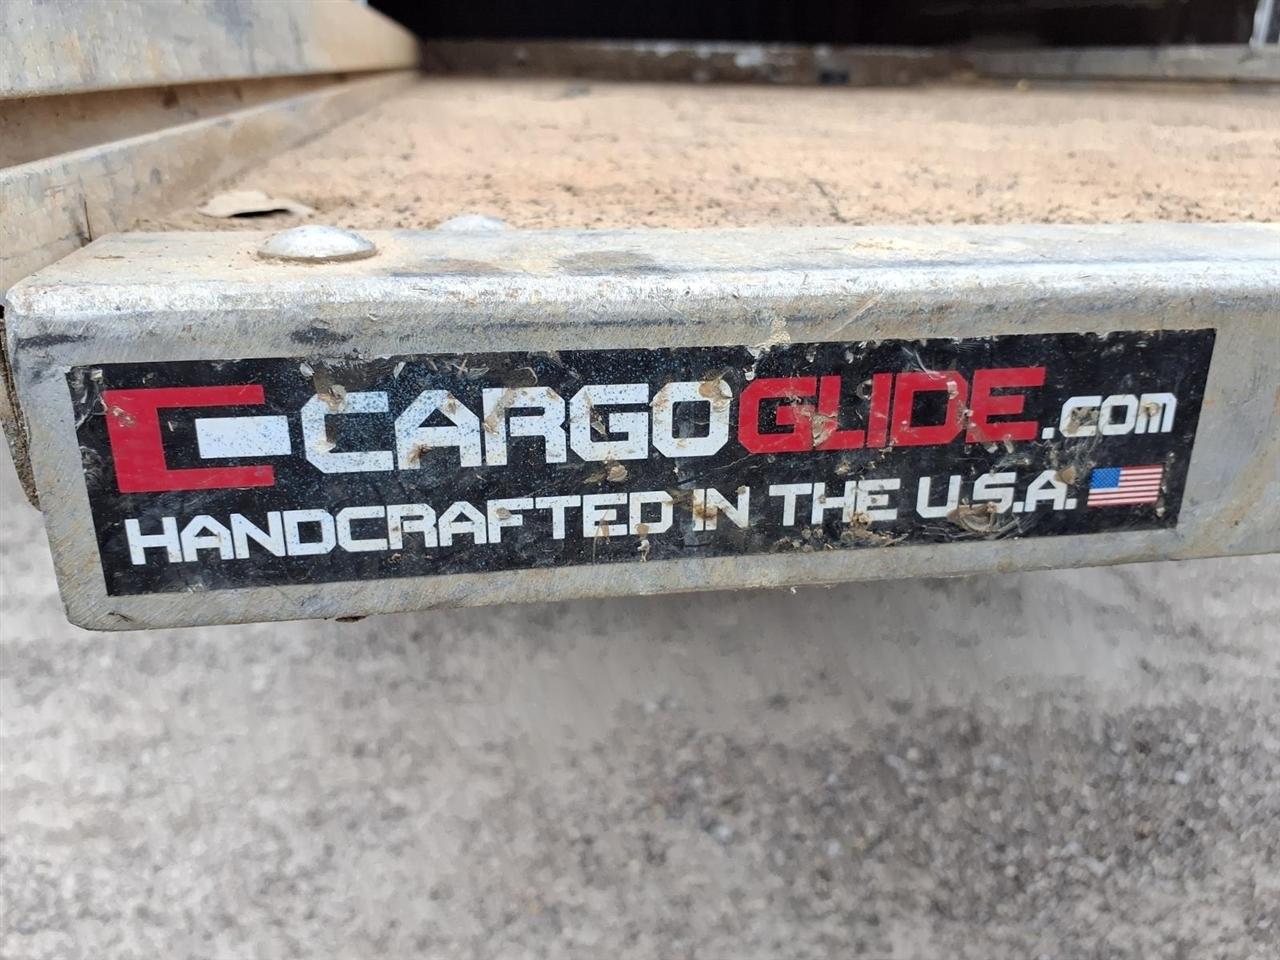 CARGOGLIDE.COM
HANDCRAFTED IN THE U.S.A.